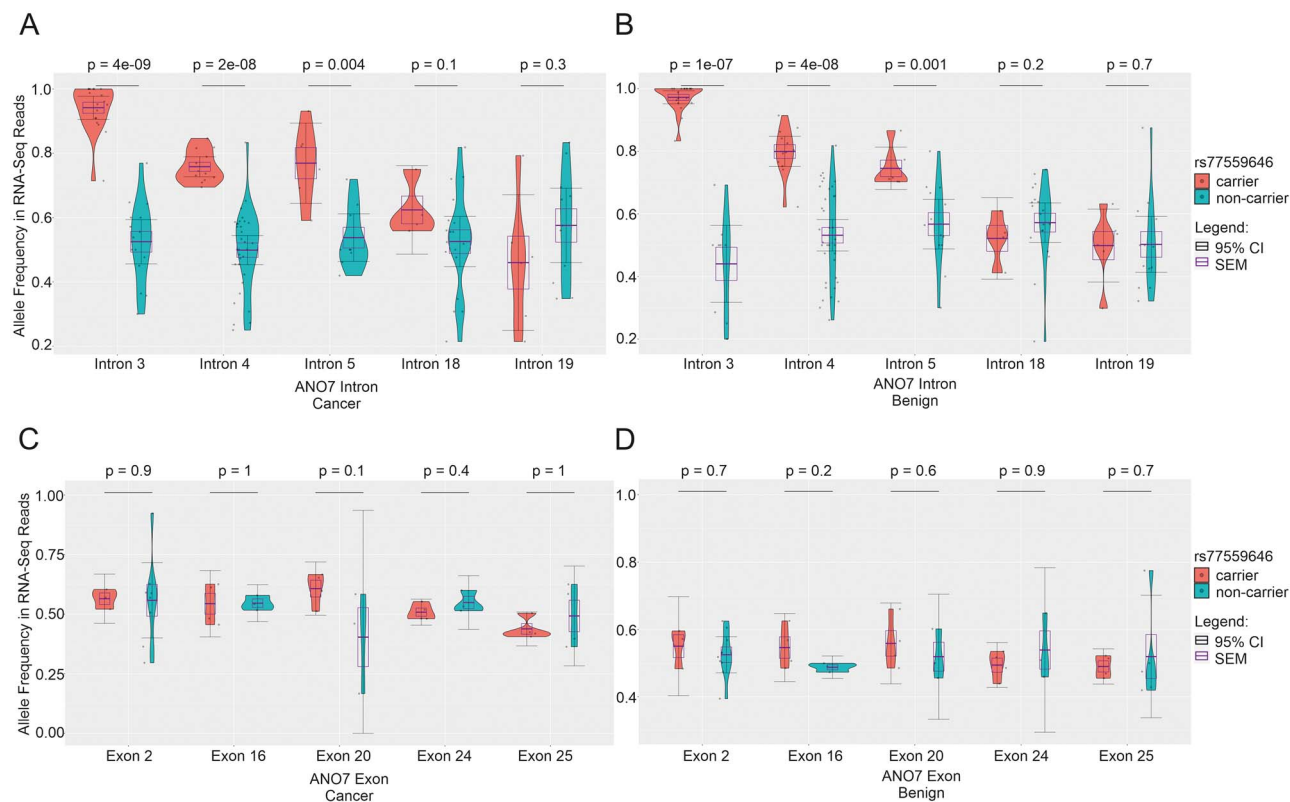 A
p = 4e-09 p = 2e-08 p = 0.004 p = 0.1 p = 0.3
Allele Frequency in RNA-Seq Reads
1.0
0.8
0.6
0.4
0.2
Intron 3 Intron 4 Intron 5 Intron 18 Intron 19
ANO7 Intron
Cancer
B
p = 1e-07 p = 4e-08 p = 0.001 p = 0.2 p = 0.7
1.0
0.8
0.6
0.4
0.2
Intron 3 Intron 4 Intron 5 Intron 18 Intron 19
ANO7 Intron
Benign
rs77559646
carrier
non-carrier
Legend:
95% CI
SEM
C
p = 0.9 p = 1 p = 0.1 p = 0.4 p = 1
Allele Frequency in RNA-Seq Reads
1.00
0.75
0.50
0.25
0.00
Exon 2 Exon 16 Exon 20 Exon 24 Exon 25
ANO7 Exon
Cancer
D
p = 0.7 p = 0.2 p = 0.6 p = 0.9 p = 0.7
1.0
0.8
0.6
0.4
Exon 2 Exon 16 Exon 20 Exon 24 Exon 25
ANO7 Exon
Benign
rs77559646
carrier
non-carrier
Legend:
95% CI
SEM